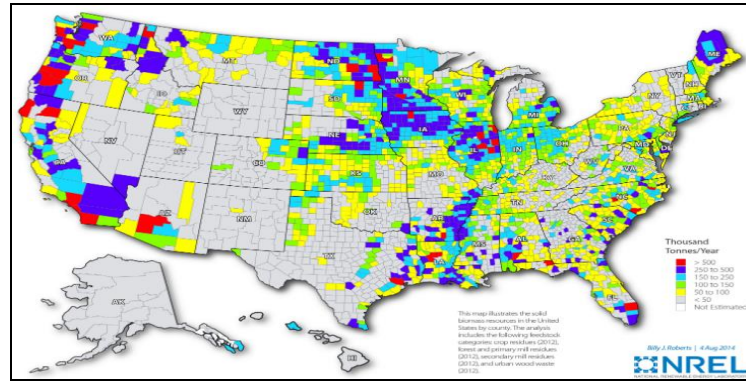 WA
MT
ND
MN
OR
ID
WY
SD
WI
MI
VT
NH
ME
NY
MA
RI
NV
UT
CO
NE
IA
IL
IN
OH
PA
MD
DE
CA
AZ
NM
KS
OK
MO
WV
VA
TN
NC
SC
TX
AR
LA
MS
AL
GA
FL
AK
HI
Thousand
Tonnes/Year
> 500
250 to 500
150 to 250
100 to 150
50 to 100
< 50
Not Estimated
This map illustrates the solid
biomass resources in the United
States by county. The analysis
includes the following feedstock
categories: crop residues (2012),
forest and primary mill residues
(2012), secondary mill residues
(2012), and urban wood waste
(2012).
Billy J. Roberts | 4 Aug 2014
NREL
NATIONAL RENEWABLE ENERGY LABORATORY